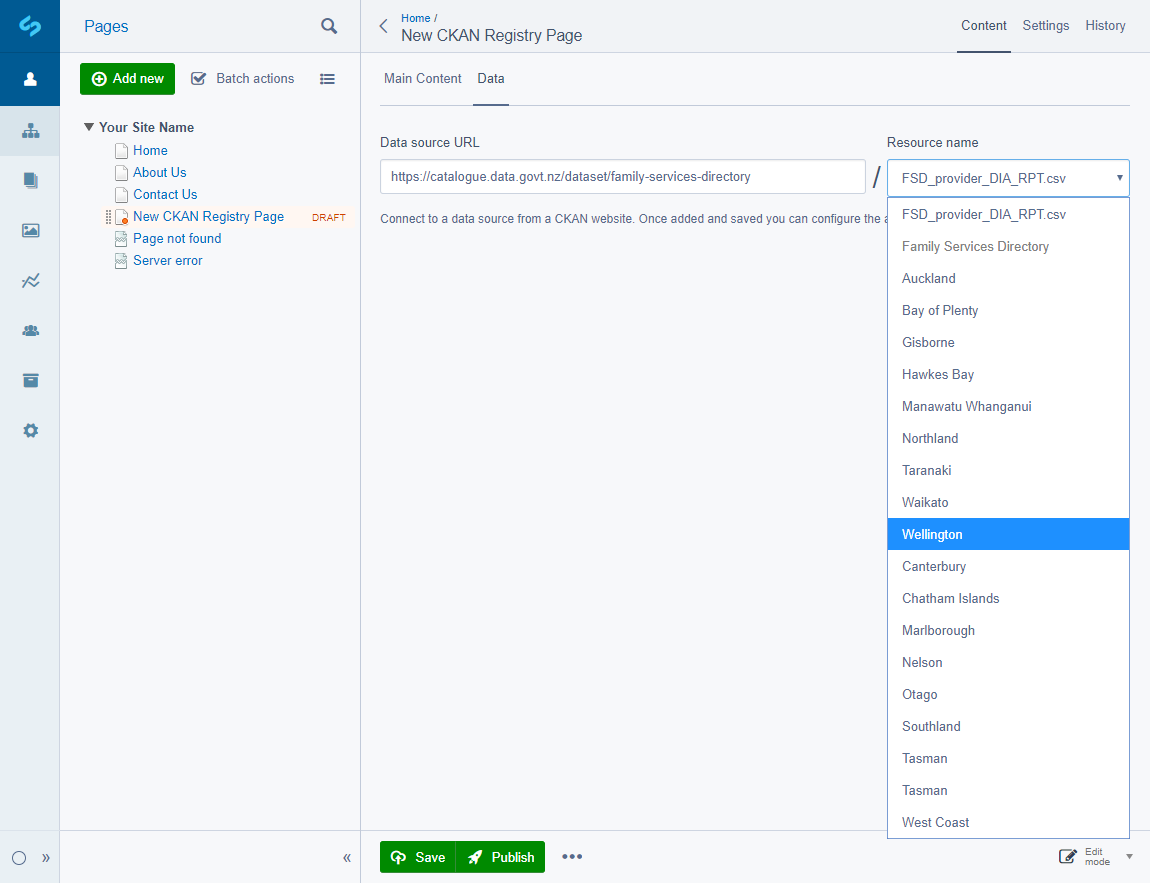 Pages
Home /
New CKAN Registry Page
Content
Settings
History
Add new
Batch actions
Main Content
Data
Your Site Name
Home
About Us
Contact Us
New CKAN Registry Page DRAFT
Page not found
Server error
Data source URL
https://catalogue.data.govt.nz/dataset/family-services-directory
/
Connect to a data source from a CKAN website. Once added and saved you can configure the
Resource name
FSD_provider_DIA_RPT.csv
FSD_provider_DIA_RPT.csv
Family Services Directory
Auckland
Bay of Plenty
Gisborne
Hawkes Bay
Manawatu Whanganui
Northland
Taranaki
Waikato
Wellington
Canterbury
Chatham Islands
Marlborough
Nelson
Otago
Southland
Tasman
Tasman
West Coast
»
«
Save
Publish
•••
Edit
mode